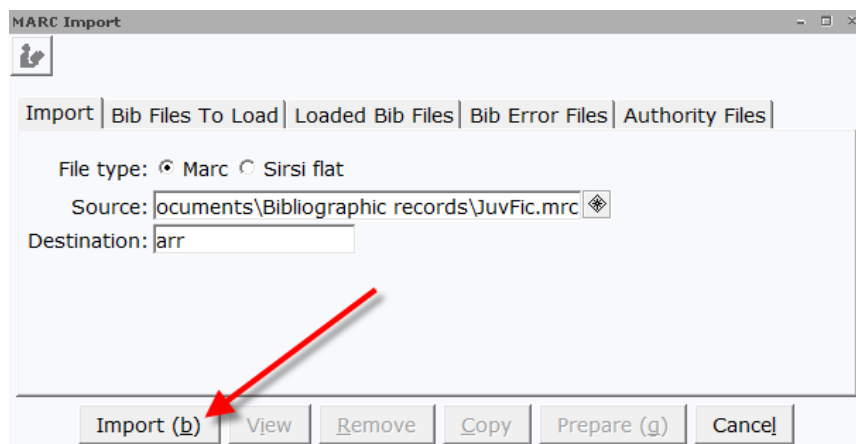 MARC Import
Import Bib Files To Load Loaded Bib Files Bib Error Files Authority Files
File type: Marc Sirsi flat
Source: ocuments\Bibliographic records\JuvFic.mrc
Destination: arr
Import (b) View Remove Copy Prepare (g) Cancel